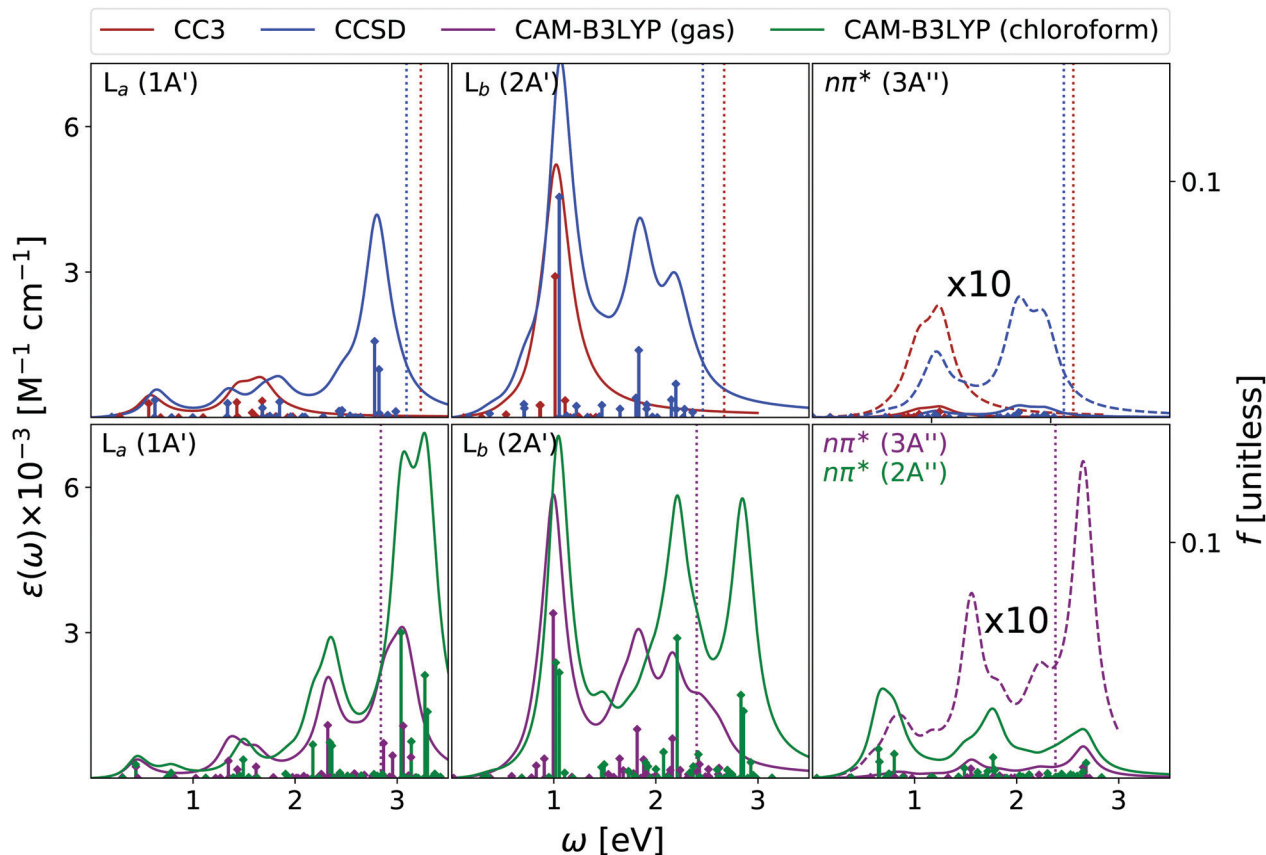 CC3 CCSD CAM-B3LYP (gas) CAM-B3LYP (chloroform)
L_a (1A') L_b (2A') nπ* (3A'')
6
3
x10
0.1
L_a (1A') L_b (2A') nπ* (3A'')
nπ* (2A'')
6
3
x10
0.1
1 2 3 1 2 3 1 2 3
ω [eV]
ε(ω)×10⁻³ [M⁻¹ cm⁻¹]
f [unitless]